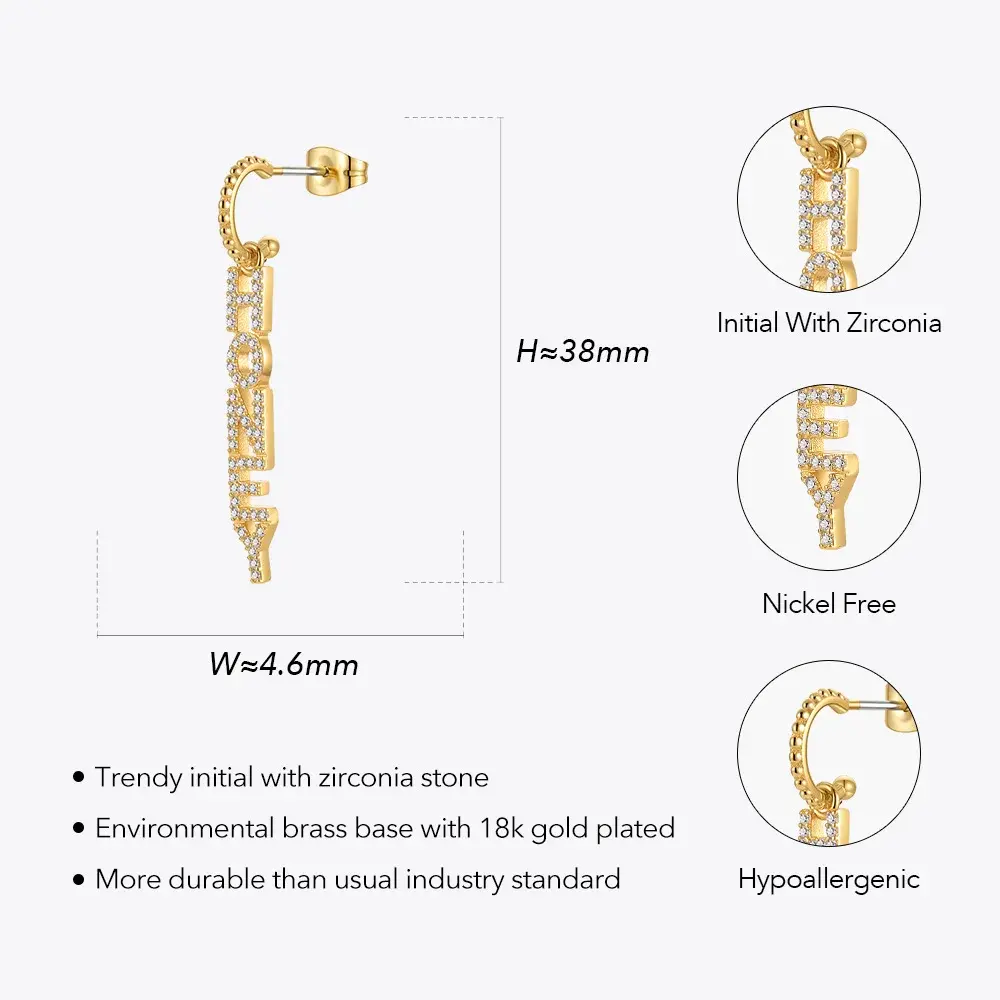 HONEY
H≈38mm
W≈4.6mm
Initial With Zirconia
Nickel Free
Hypoallergenic
• Trendy initial with zirconia stone
• Environmental brass base with 18k gold plated
• More durable than usual industry standard